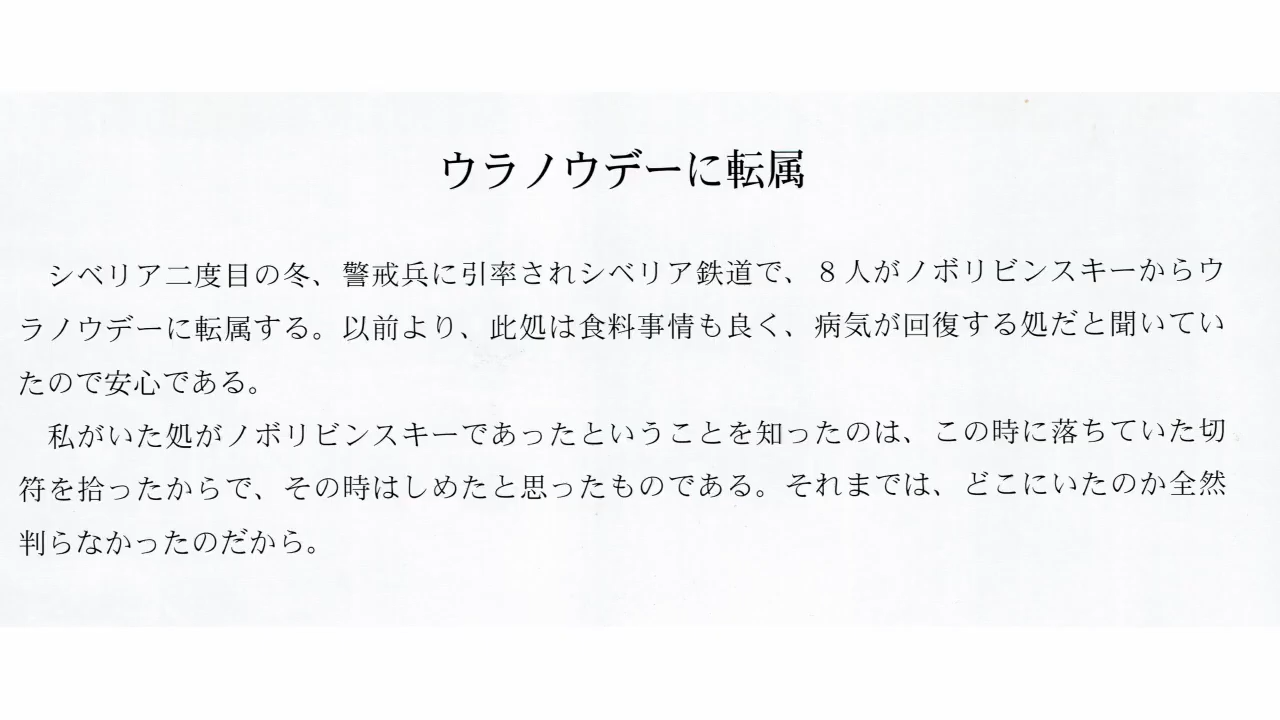 ウラノウデーに転属
シベリア二度目の冬、警戒兵に引率されシベリア鉄道で、８人がノボリビンスキーからウ
ラノウデーに転属する。以前より、此処は食料事情も良く、病気が回復する処だと聞いてい
たので安心である。
私がいた処がノボリビンスキーであったということを知ったのは、この時に落ちていた切
符を拾ったからで、その時はしめたと思ったものである。それまでは、どこにいたのか全然
判らなかったのだから。